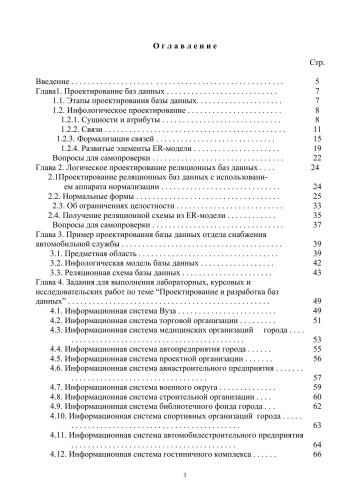 О г л а в л е н и е
Стр.
Введение . . . . . . . . . . . . . . . . . . . . . . . . . . . . . . . . . . . . . . . . . . . . . . . . . . . 5
Глава1. Проектирование баз данных . . . . . . . . . . . . . . . . . . . . . . . . . . . 7
1.1. Этапы проектирования базы данных. . . . . . . . . . . . . . . . . . . . . 7
1.2. Инфологическое проектирование . . . . . . . . . . . . . . . . . . . . . . . 8
1.2.1. Сущности и атрибуты . . . . . . . . . . . . . . . . . . . . . . . . . . . . . 8
1.2.2. Связи . . . . . . . . . . . . . . . . . . . . . . . . . . . . . . . . . . . . . . . . . . . 11
1.2.3. Формализация связей . . . . . . . . . . . . . . . . . . . . . . . . . . . . . 15
1.2.4. Развитые элементы ER-модели . . . . . . . . . . . . . . . . . . . . . 19
Вопросы для самопроверки . . . . . . . . . . . . . . . . . . . . . . . . . . . . . . . . 22
Глава 2. Логическое проектирование реляционных баз данных . . . . 24
2.1Проектирование реляционных баз данных с использовани-
ем аппарата нормализации . . . . . . . . . . . . . . . . . . . . . . . . . . . . . 24
2.2. Нормальные формы . . . . . . . . . . . . . . . . . . . . . . . . . . . . . . . . . . . 25
2.3. Об ограничениях целостности . . . . . . . . . . . . . . . . . . . . . . . . . . 33
2.4. Получение реляционной схемы из ER-модели . . . . . . . . . . . . 35
Вопросы для самопроверки . . . . . . . . . . . . . . . . . . . . . . . . . . . . . . . . 37
Глава 3. Пример проектирования базы данных отдела снабжения
автомобильной службы . . . . . . . . . . . . . . . . . . . . . . . . . . . . . . . . . . . . . . . 39
3.1. Предметная область . . . . . . . . . . . . . . . . . . . . . . . . . . . . . . . . . . 39
3.2. Инфологическая модель базы данных . . . . . . . . . . . . . . . . . . . 42
3.3. Реляционная схема базы данных . . . . . . . . . . . . . . . . . . . . . . 43
Глава 4. Задания для выполнения лабораторных, курсовых и
исследовательских работ по теме “Проектирование и разработка баз
данных” . . . . . . . . . . . . . . . . . . . . . . . . . . . . . . . . . . . . . . . . . . . . . . . . . 49
4.1. Информационная система Вуза . . . . . . . . . . . . . . . . . . . . . . . . 49
4.2. Информационная система торговой организации . . . . . . . . . 51
4.3. Информационная система медицинских организаций города . . . .
. . . . . . . . . . . . . . . . . . . . . . . . . . . . . . . . . . . . . . . . . . 53
4.4. Информационная система автопредприятия города . . . . . . 55
4.5. Информационная система проектной организации . . . . . . . 56
4.6. Информационная система авиастроительного предприятия . . . . . . .
. . . . . . . . . . . . . . . . . . . . . . . . . . . . . . . . . 57
4.7. Информационная система военного округа . . . . . . . . . . . . . . 59
4.8. Информационная система строительной организации . . . . 60
4.9. Информационная система библиотечного фонда города . . . 62
4.10. Информационная система спортивных организаций города . . . . .
. . . . . . . . . . . . . . . . . . . . . . . . . . . . . . . . . . . . . . . . . 63
4.11. Информационная система автомобилестроительного предприятия
. . . . . . . . . . . . . . . . . . . . . . . . . . . . . . . . . . . . . . . . 64
4.12. Информационная система гостиничного комплекса . . . . . . 66
3